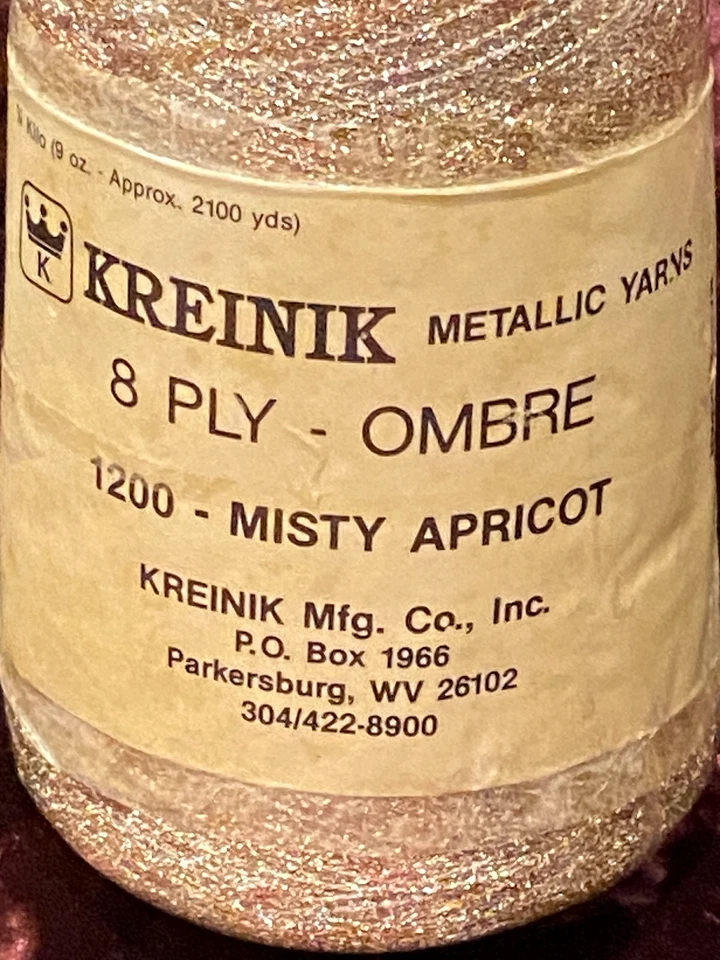 ¼ Kilo (9 oz. - Approx. 2100 yds)
K
KREINIK METALLIC YARNS
8 PLY - OMBRE
1200 - MISTY APRICOT
KREINIK Mfg. Co., Inc.
P.O. Box 1966
Parkersburg, WV 26102
304/422-8900